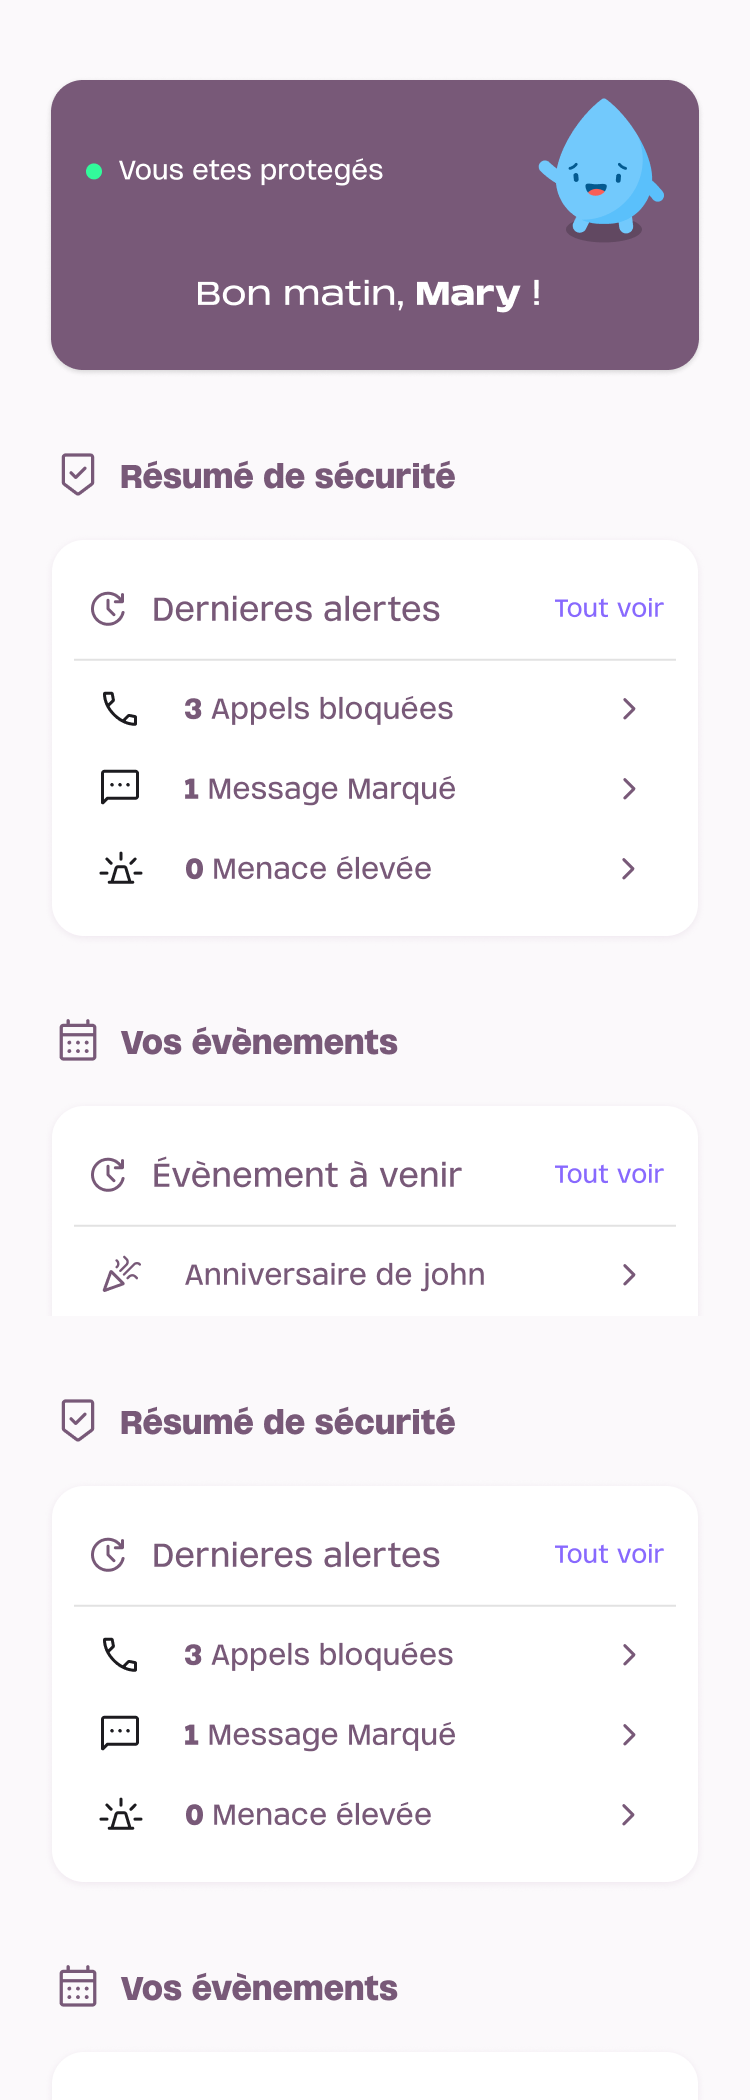 Vous etes protegés
Bon matin, Mary !
Résumé de sécurité
Dernieres alertes Tout voir
3 Appels bloquées
1 Message Marqué
0 Menace élevée
Vos évènements
Évènement à venir Tout voir
Anniversaire de john
Résumé de sécurité
Dernieres alertes Tout voir
3 Appels bloquées
1 Message Marqué
0 Menace élevée
Vos évènements